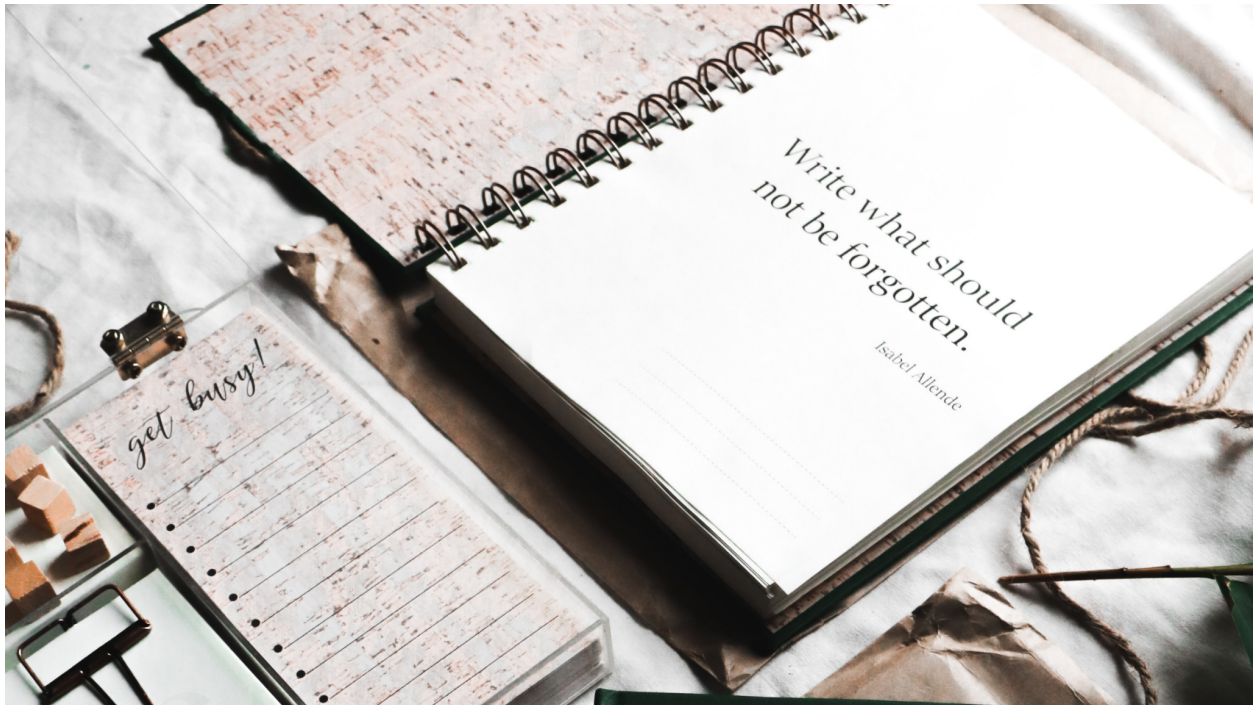 Write what should
not be forgotten.
Isabel Allende
get busy!